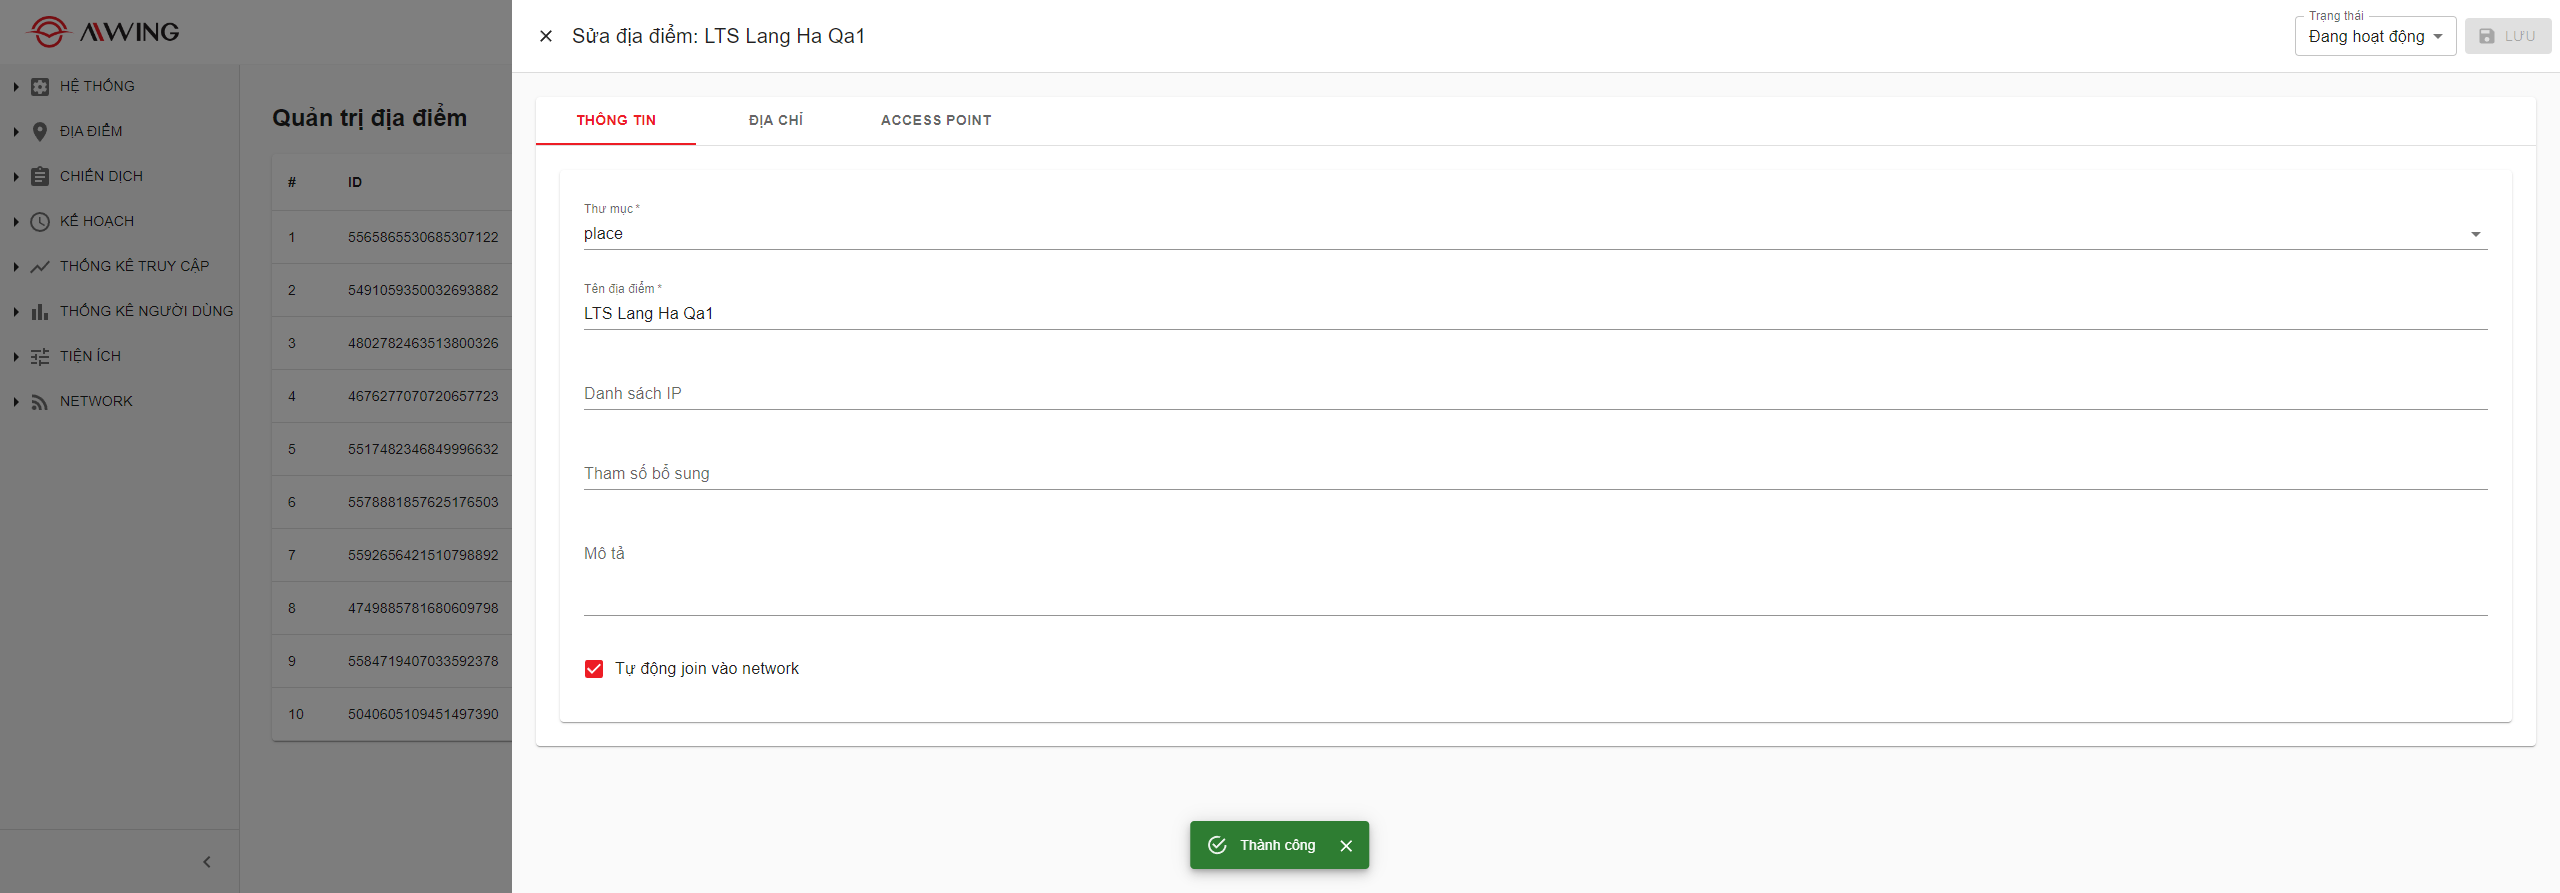 AWING
HỆ THỐNG
ĐỊA ĐIỂM
CHIẾN DỊCH
KẾ HOẠCH
THỐNG KÊ TRUY CẬP
THỐNG KÊ NGƯỜI DÙNG
TIỆN ÍCH
NETWORK
Quản trị địa điểm
# ID
1 5565865530685307122
2 5491059350032693882
3 4802782463513800326
4 4676277070720657723
5 5517482346849996632
6 5578881857625176503
7 5592656421510798892
8 4749885781680609798
9 5584719407033592378
10 5040605109451497390
Sửa địa điểm: LTS Lang Ha Qa1
Trạng thái
Đang hoạt động
LƯU
THÔNG TIN ĐỊA CHỈ ACCESS POINT
Thư mục *
place
Tên địa điểm *
LTS Lang Ha Qa1
Danh sách IP
Tham số bổ sung
Mô tả
Tự động join vào network
Thành công